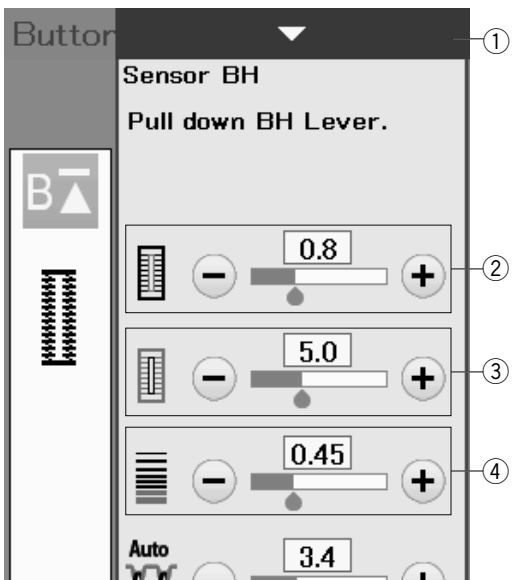 Button
①
Sensor BH
Pull down BH Lever.
B
0.8
②
5.0
③
0.45
④
Auto
3.4